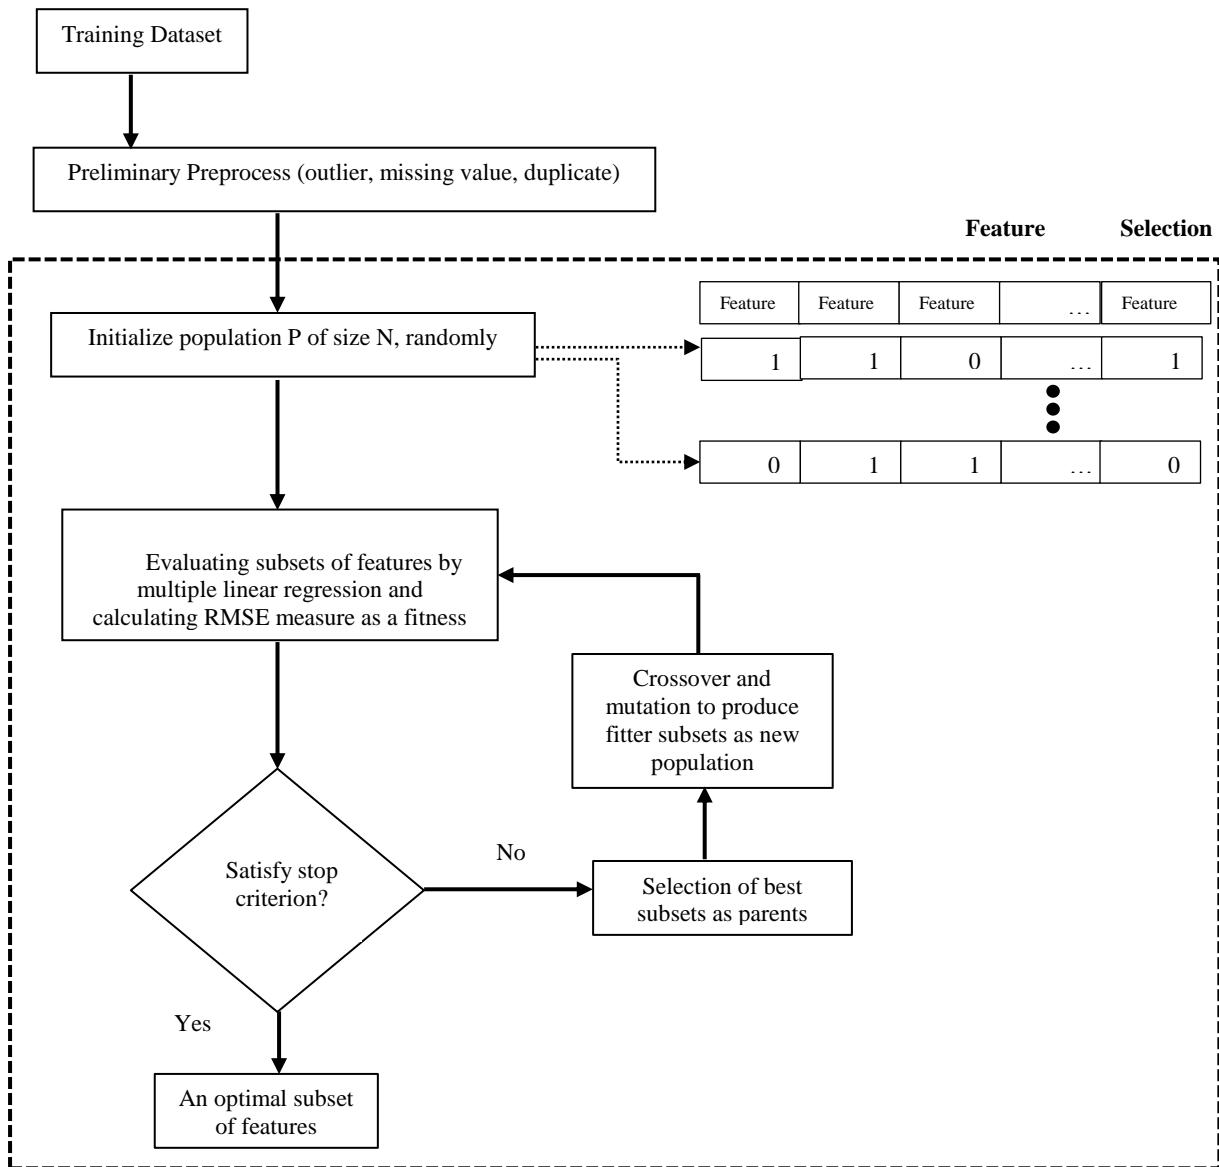 Training Dataset
Preliminary Preprocess (outlier, missing value, duplicate)
Feature Selection
Feature Feature Feature ... Feature
Initialize population P of size N, randomly
1 1 0 ... 1
0 1 1 ... 0
Evaluating subsets of features by
multiple linear regression and
calculating RMSE measure as a fitness
Crossover and
mutation to produce
fitter subsets as new
population
Satisfy stop
criterion?
No
Selection of best
subsets as parents
Yes
An optimal subset
of features